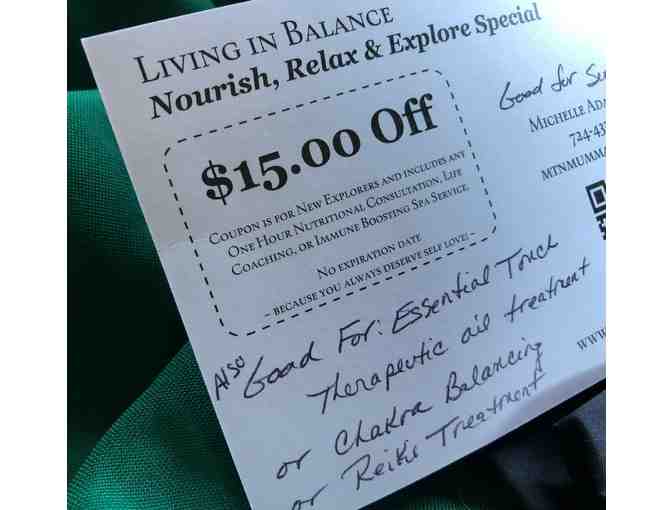 Living in Balance
Nourish, Relax & Explore Special
$15.00 Off
Coupon is for New Explorers and includes any
One Hour Nutritional Consultation, Life
Coaching, or Immune Boosting Spa Service.
No expiration date
– because you always deserve self love! –
Good for
Michelle
724-43
mtnmumma
www.
Also Good For: Essential Touch
Therapeutic oil treatment
or Chakra Balancing
or Reiki Treatment